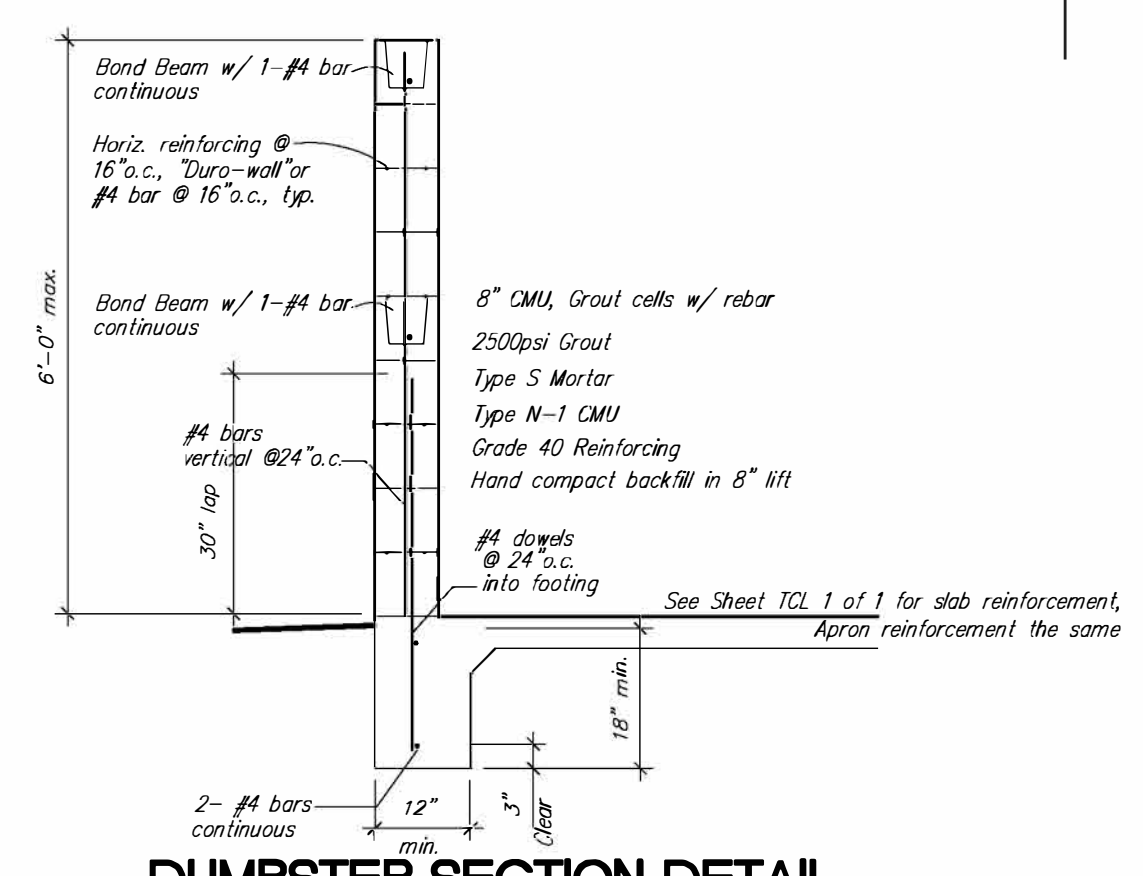 Bond Beam w/ 1-#4 bar
continuous
Horiz. reinforcing @
16"o.c., "Duro-wall"or
#4 bar @ 16"o.c., typ.
6'-0" max.
Bond Beam w/ 1-#4 bar
continuous
8" CMU, Grout cells w/ rebar
2500psi Grout
Type S Mortar
Type N-1 CMU
Grade 40 Reinforcing
Hand compact backfill in 8" lift
#4 bars
vertical @24"o.c.
30" lap
#4 dowels
@ 24"o.c.
into footing
See Sheet TCL 1 of 1 for slab reinforcement,
Apron reinforcement the same
18" min.
2- #4 bars
continuous
12"
min.
3"
Clear
DUMPSTER SECTION DETAIL